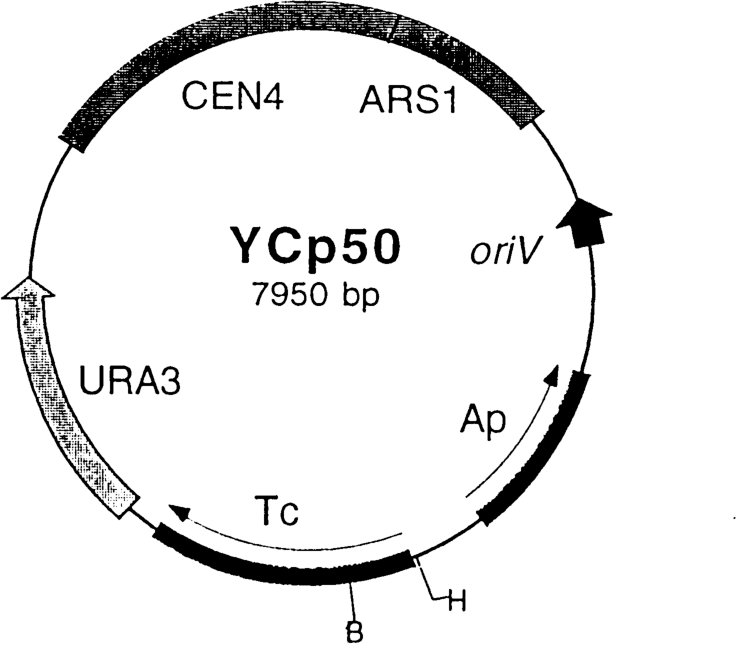 CEN4
ARS1
YCp50
7950 bp
oriV
URA3
Ap
Tc
H
B